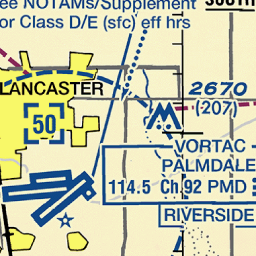 ee NOTAMs/Supplement
or Class D/E (sfc) eff hrs
LANCASTER
2670
(207)
50
VORTAC
PALMDALE
114.5 Ch 92 PMD
RIVERSIDE